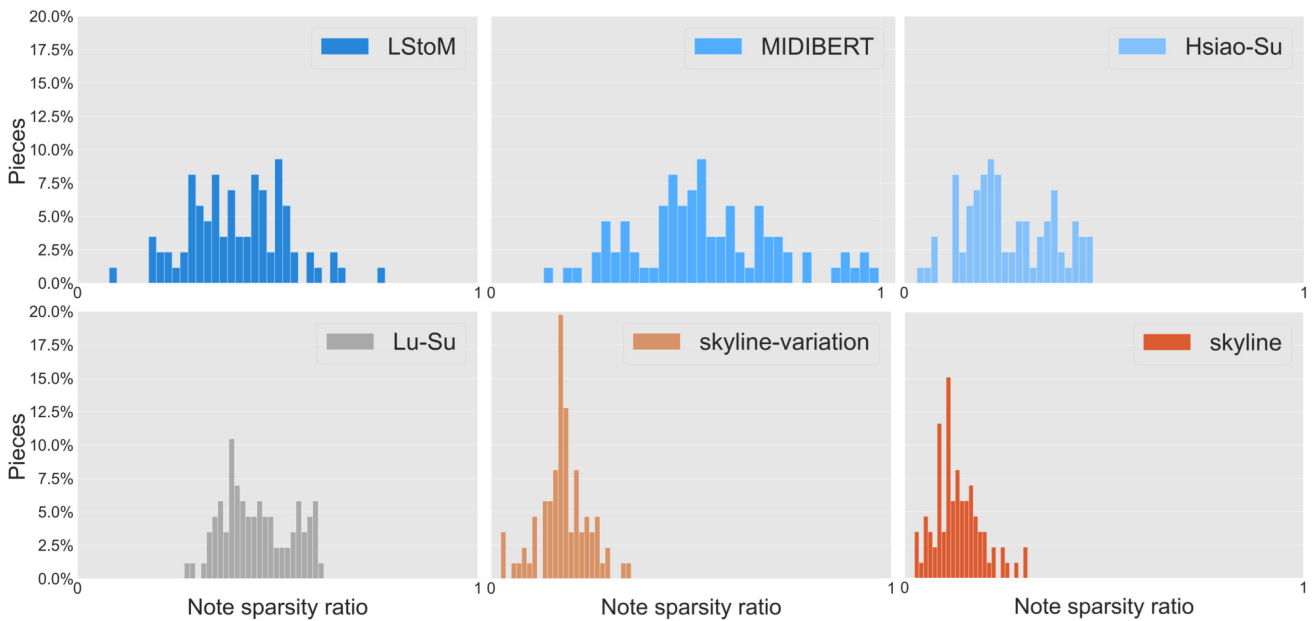 20.0%
17.5%
15.0%
12.5%
10.0%
7.5%
5.0%
2.5%
0.0%
Pieces
LStoM
MIDIBERT
Hsiao-Su
0
1
0
1
0
1
20.0%
17.5%
15.0%
12.5%
10.0%
7.5%
5.0%
2.5%
0.0%
Pieces
Lu-Su
skyline-variation
skyline
0
1
0
1
0
1
Note sparsity ratio
Note sparsity ratio
Note sparsity ratio